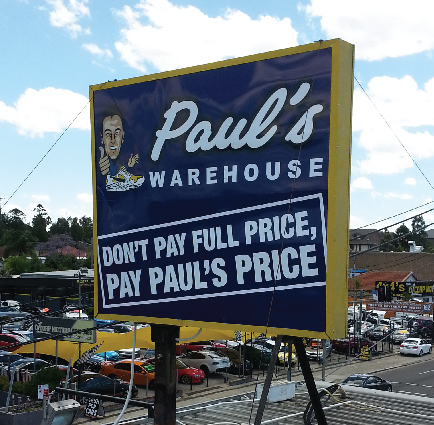 Paul's
WAREHOUSE
DON'T PAY FULL PRICE,
PAY PAUL'S PRICE